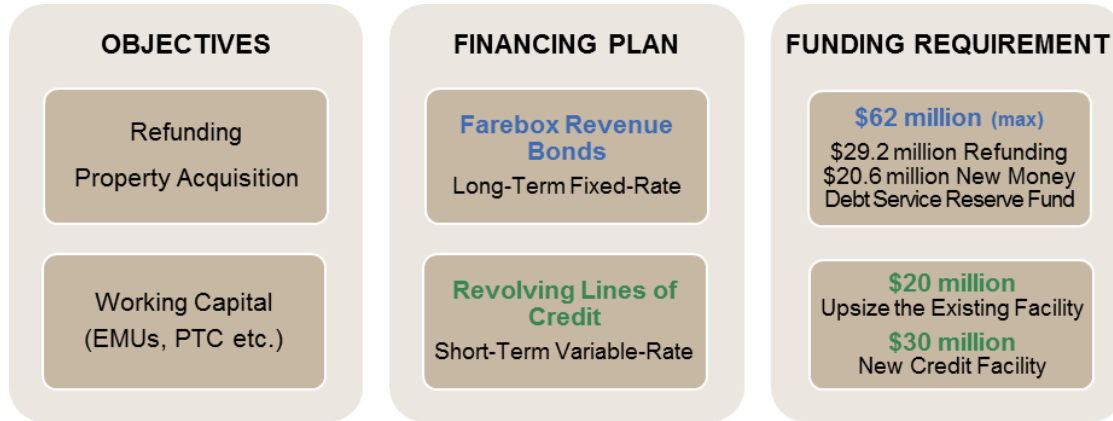 OBJECTIVES
Refunding
Property Acquisition
Working Capital
(EMUs, PTC etc.)
FINANCING PLAN
Farebox Revenue
Bonds
Long-Term Fixed-Rate
Revolving Lines of
Credit
Short-Term Variable-Rate
FUNDING REQUIREMENT
$62 million (max)
$29.2 million Refunding
$20.6 million New Money
Debt Service Reserve Fund
$20 million
Upsize the Existing Facility
$30 million
New Credit Facility